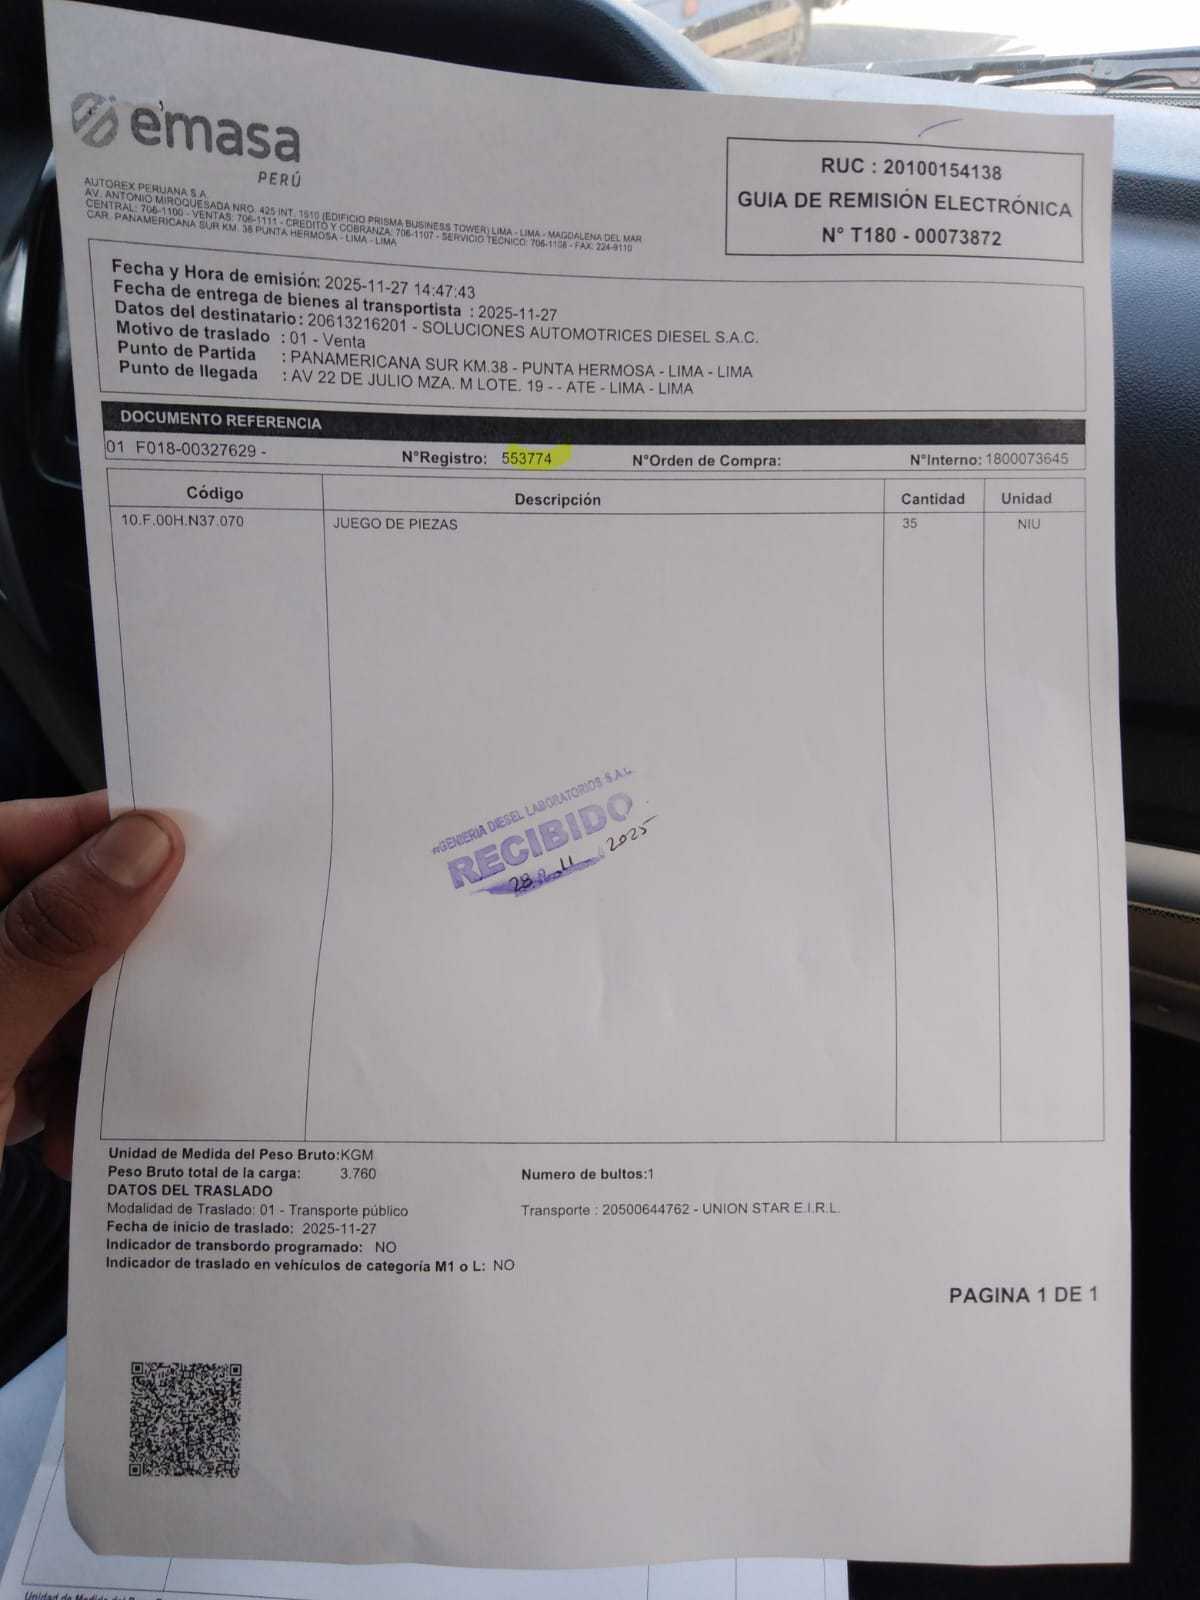 e'masa
PERÚ
AUTOREX PERUANA S.A.
AV. ANTONIO MIROQUESADA NRO. 425 INT. 1510 (EDIFICIO PRISMA BUSINESS TOWER) LIMA - LIMA - MAGDALENA DEL MAR
CENTRAL: 706-1100 - VENTAS: 706-1111 - CREDITO Y COBRANZA: 706-1107 - SERVICIO TECNICO: 706-1108 - FAX: 224-9110
CAR. PANAMERICANA SUR KM. 38 PUNTA HERMOSA - LIMA - LIMA
RUC : 20100154138
GUIA DE REMISIÓN ELECTRÓNICA
N° T180 - 00073872
Fecha y Hora de emisión: 2025-11-27 14:47:43
Fecha de entrega de bienes al transportista : 2025-11-27
Datos del destinatario : 20613216201 - SOLUCIONES AUTOMOTRICES DIESEL S.A.C.
Motivo de traslado : 01 - Venta
Punto de Partida : PANAMERICANA SUR KM.38 - PUNTA HERMOSA - LIMA - LIMA
Punto de llegada : AV 22 DE JULIO MZA. M LOTE. 19 - - ATE - LIMA - LIMA
DOCUMENTO REFERENCIA
01 F018-00327629 - N°Registro: 553774 N°Orden de Compra: N°Interno: 1800073645
Código Descripción Cantidad Unidad
10.F.00H.N37.070 JUEGO DE PIEZAS 35 NIU
NGENIERIA DIESEL LABORATORIOS S.A.C.
RECIBIDO
28 11 2025
Unidad de Medida del Peso Bruto:KGM
Peso Bruto total de la carga: 3.760 Numero de bultos:1
DATOS DEL TRASLADO
Modalidad de Traslado: 01 - Transporte público Transporte : 20500644762 - UNION STAR E.I.R.L.
Fecha de inicio de traslado: 2025-11-27
Indicador de transbordo programado: NO
Indicador de traslado en vehículos de categoría M1 o L: NO
PAGINA 1 DE 1